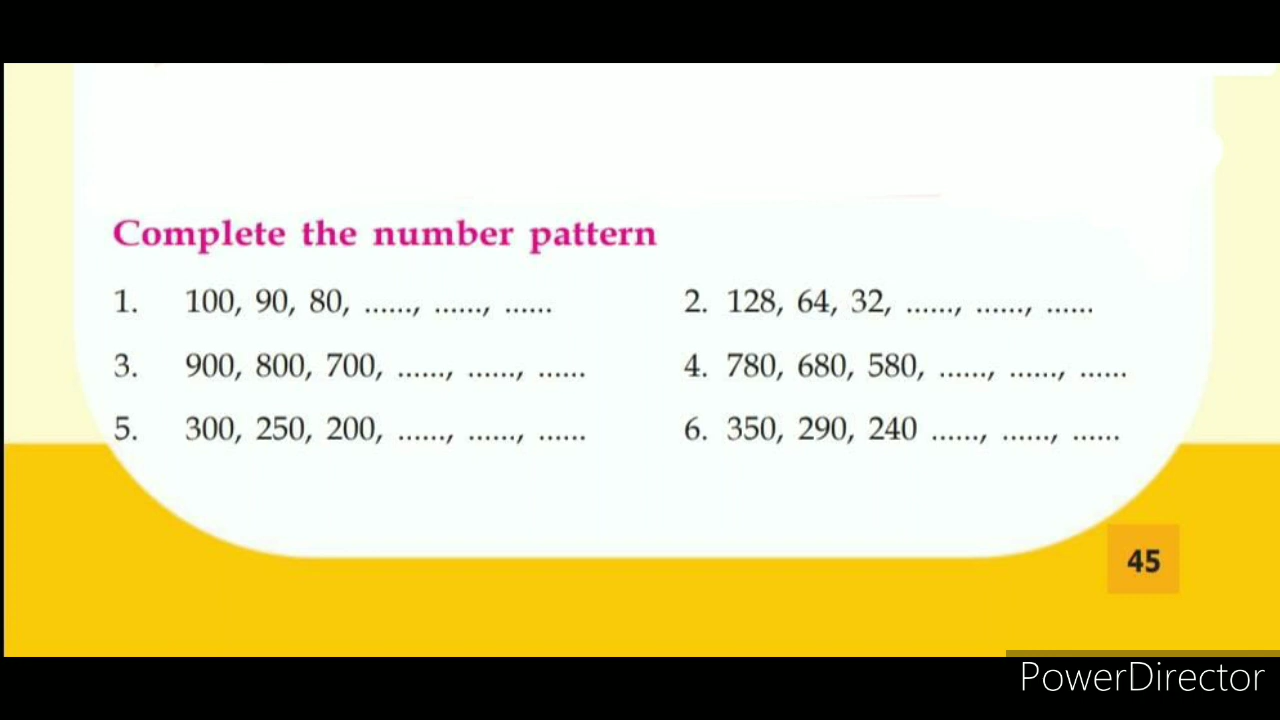 Complete the number pattern
1. 100, 90, 80, ......, ......, ......
2. 128, 64, 32, ......, ......, ......
3. 900, 800, 700, ......, ......, ......
4. 780, 680, 580, ......, ......, ......
5. 300, 250, 200, ......, ......, ......
6. 350, 290, 240 ......, ......, ......
45
PowerDirector